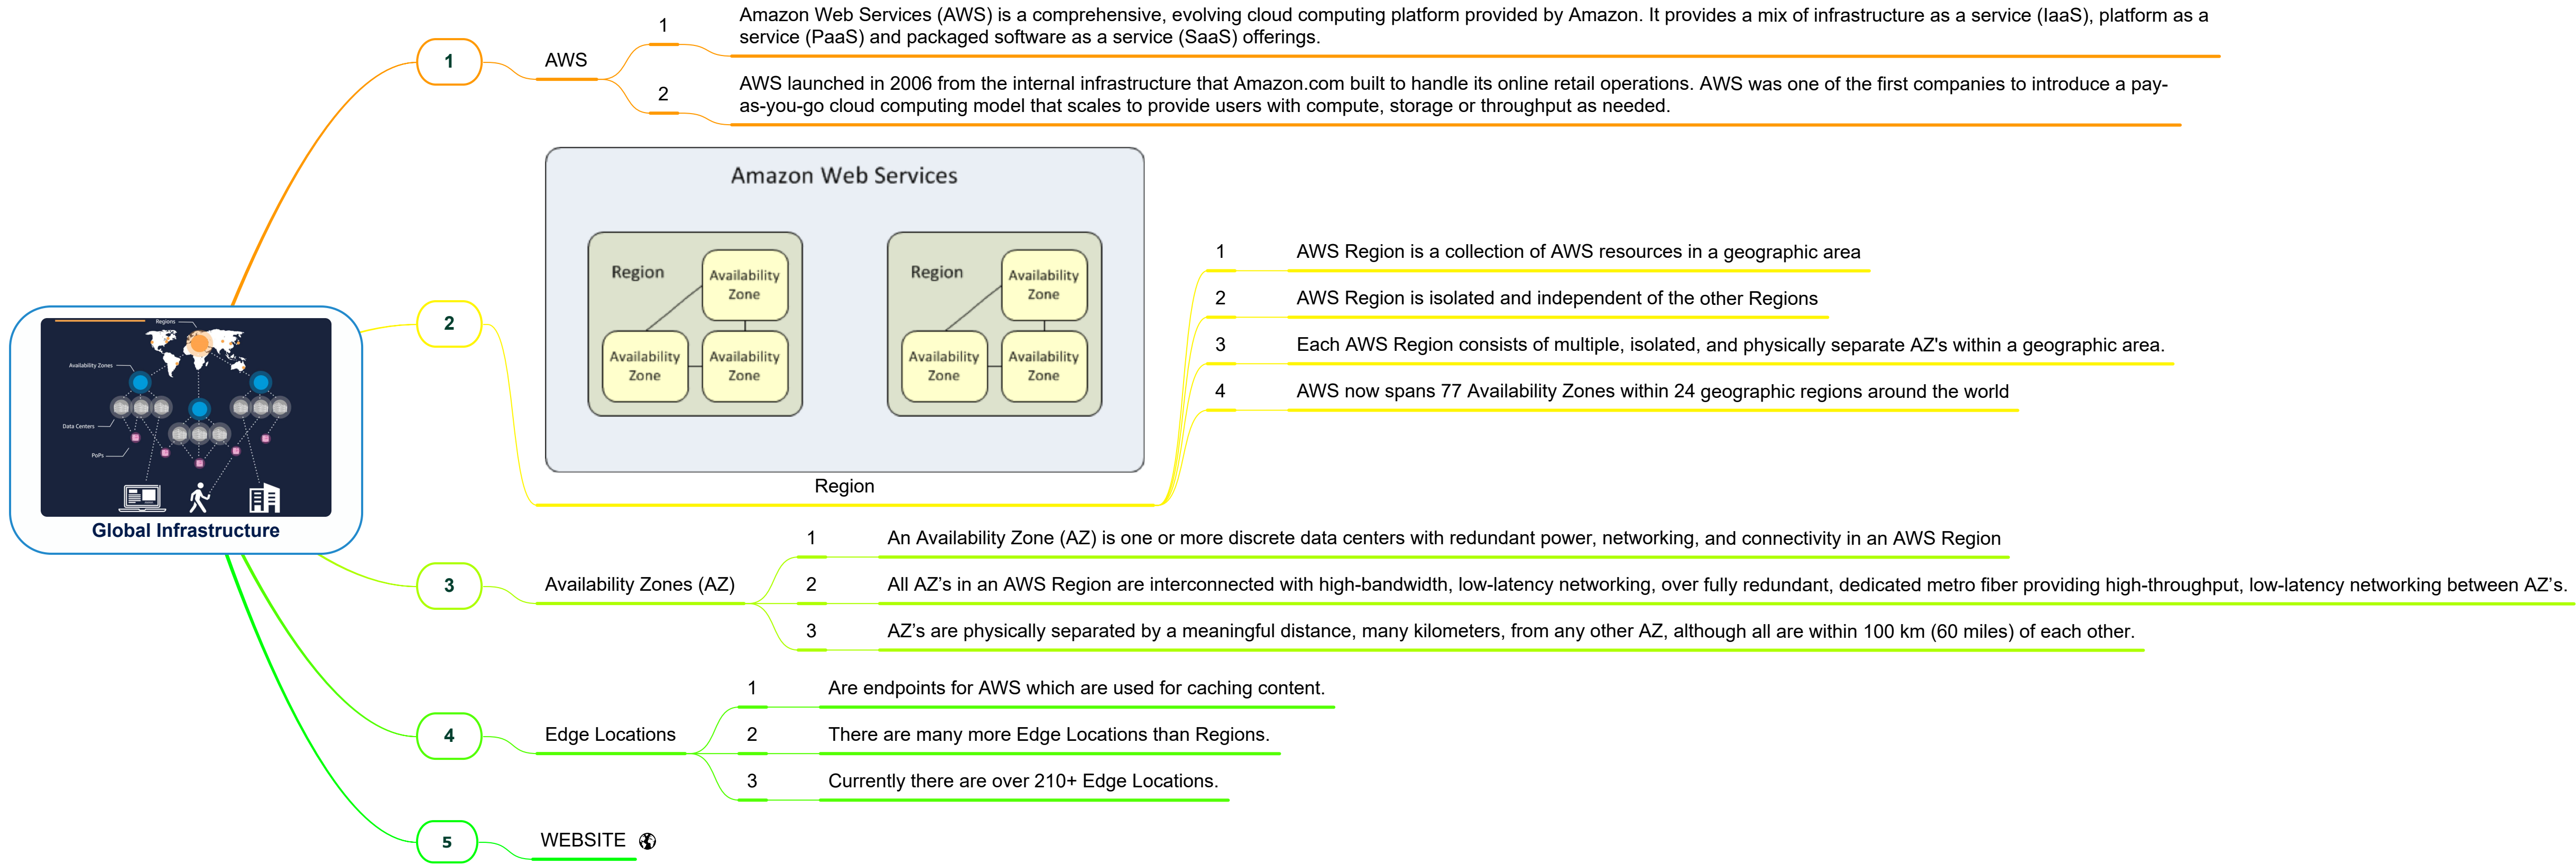 1
AWS
1
Amazon Web Services (AWS) is a comprehensive, evolving cloud computing platform provided by Amazon. It provides a mix of infrastructure as a service (IaaS), platform as a
service (PaaS) and packaged software as a service (SaaS) offerings.
2
AWS launched in 2006 from the internal infrastructure that Amazon.com built to handle its online retail operations. AWS was one of the first companies to introduce a pay-
as-you-go cloud computing model that scales to provide users with compute, storage or throughput as needed.
2
Amazon Web Services
Region
Availability
Zone
Availability
Zone
Availability
Zone
Region
Availability
Zone
Availability
Zone
Availability
Zone
Region
1
AWS Region is a collection of AWS resources in a geographic area
2
AWS Region is isolated and independent of the other Regions
3
Each AWS Region consists of multiple, isolated, and physically separate AZ's within a geographic area.
4
AWS now spans 77 Availability Zones within 24 geographic regions around the world
Regions
Availability Zones
Data Centers
PoPs
Global Infrastructure
3
Availability Zones (AZ)
1
An Availability Zone (AZ) is one or more discrete data centers with redundant power, networking, and connectivity in an AWS Region
2
All AZ’s in an AWS Region are interconnected with high-bandwidth, low-latency networking, over fully redundant, dedicated metro fiber providing high-throughput, low-latency networking between AZ’s.
3
AZ’s are physically separated by a meaningful distance, many kilometers, from any other AZ, although all are within 100 km (60 miles) of each other.
4
Edge Locations
1
Are endpoints for AWS which are used for caching content.
2
There are many more Edge Locations than Regions.
3
Currently there are over 210+ Edge Locations.
5
WEBSITE